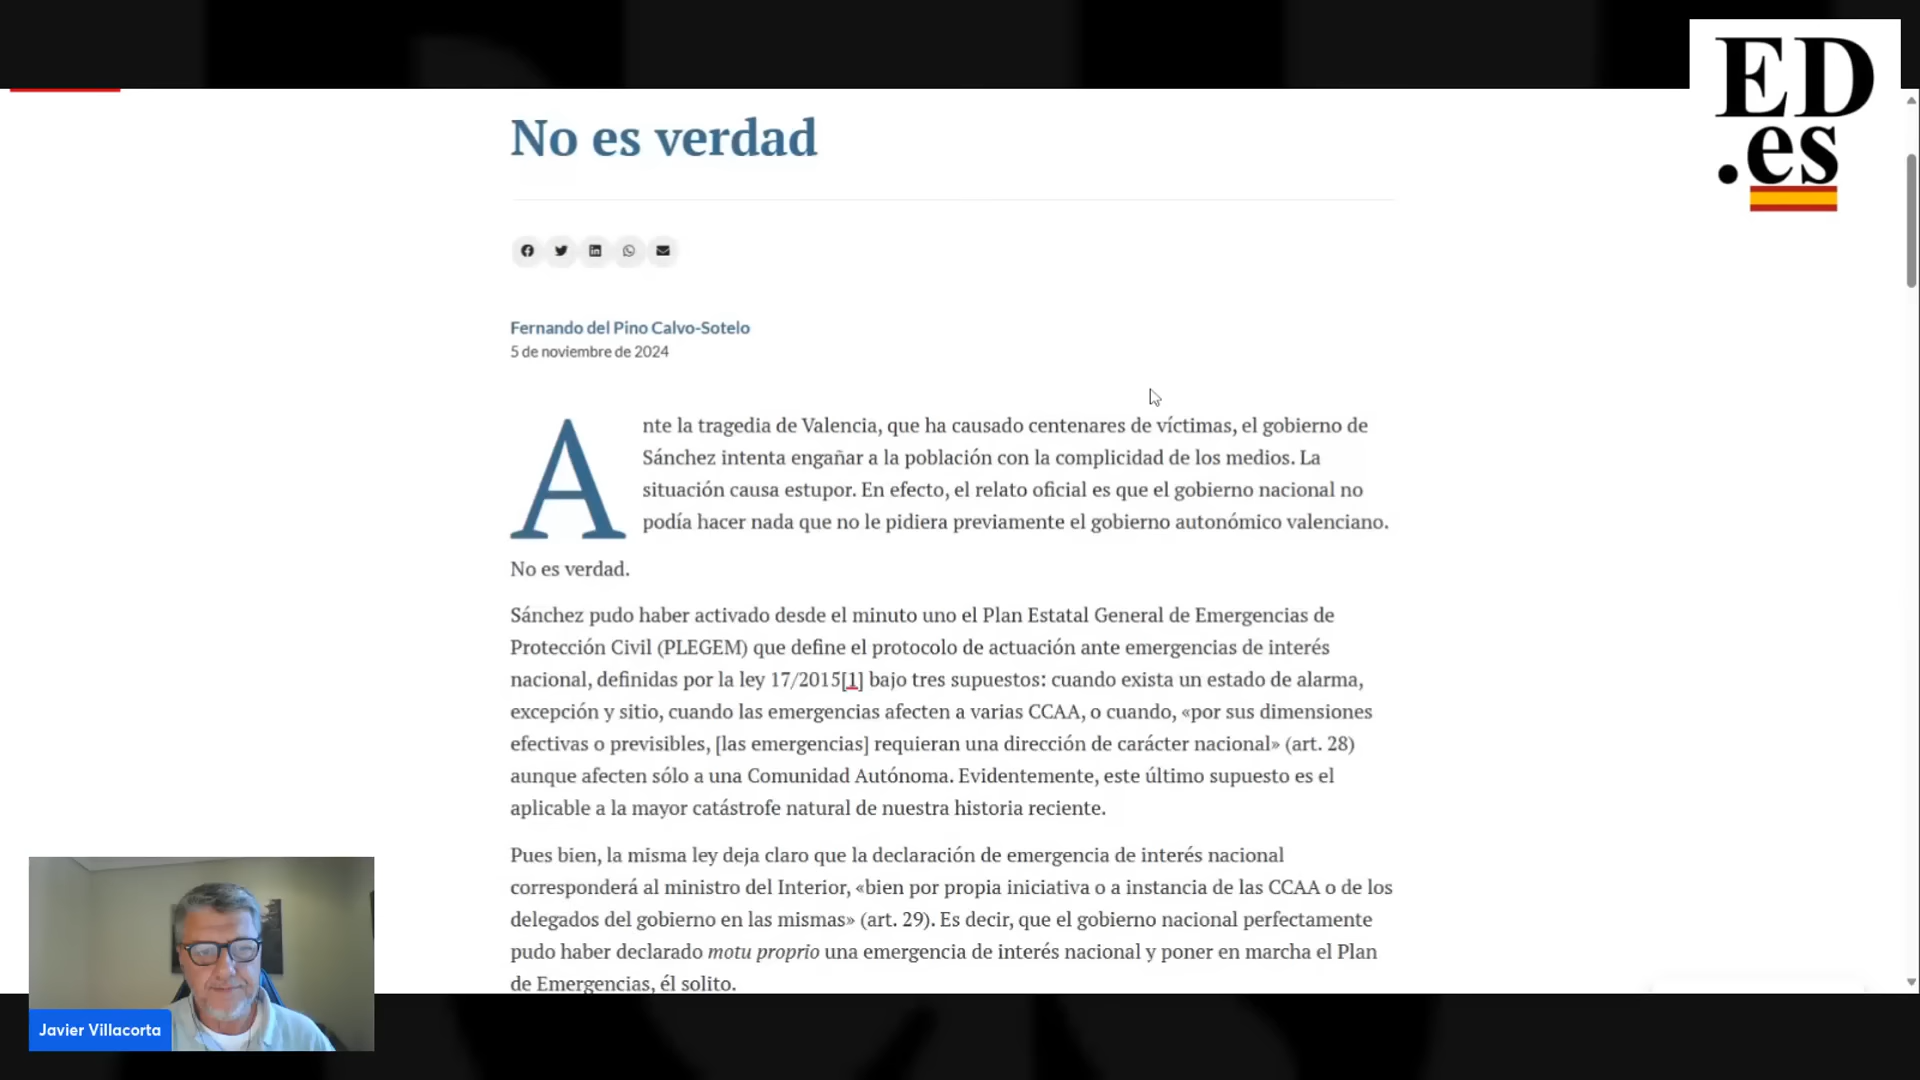 ED
.es
No es verdad
Fernando del Pino Calvo-Sotelo
5 de noviembre de 2024
Ante la tragedia de Valencia, que ha causado centenares de víctimas, el gobierno de
Sánchez intenta engañar a la población con la complicidad de los medios. La
situación causa estupor. En efecto, el relato oficial es que el gobierno nacional no
podía hacer nada que no le pidiera previamente el gobierno autonómico valenciano.
No es verdad.
Sánchez pudo haber activado desde el minuto uno el Plan Estatal General de Emergencias de
Protección Civil (PLEGEM) que define el protocolo de actuación ante emergencias de interés
nacional, definidas por la ley 17/2015[1] bajo tres supuestos: cuando exista un estado de alarma,
excepción y sitio, cuando las emergencias afecten a varias CCAA, o cuando, «por sus dimensiones
efectivas o previsibles, [las emergencias] requieran una dirección de carácter nacional» (art. 28)
aunque afecten sólo a una Comunidad Autónoma. Evidentemente, este último supuesto es el
aplicable a la mayor catástrofe natural de nuestra historia reciente.
Pues bien, la misma ley deja claro que la declaración de emergencia de interés nacional
corresponderá al ministro del Interior, «bien por propia iniciativa o a instancia de las CCAA o de los
delegados del gobierno en las mismas» (art. 29). Es decir, que el gobierno nacional perfectamente
pudo haber declarado motu proprio una emergencia de interés nacional y poner en marcha el Plan
de Emergencias, él solito.
Javier Villacorta